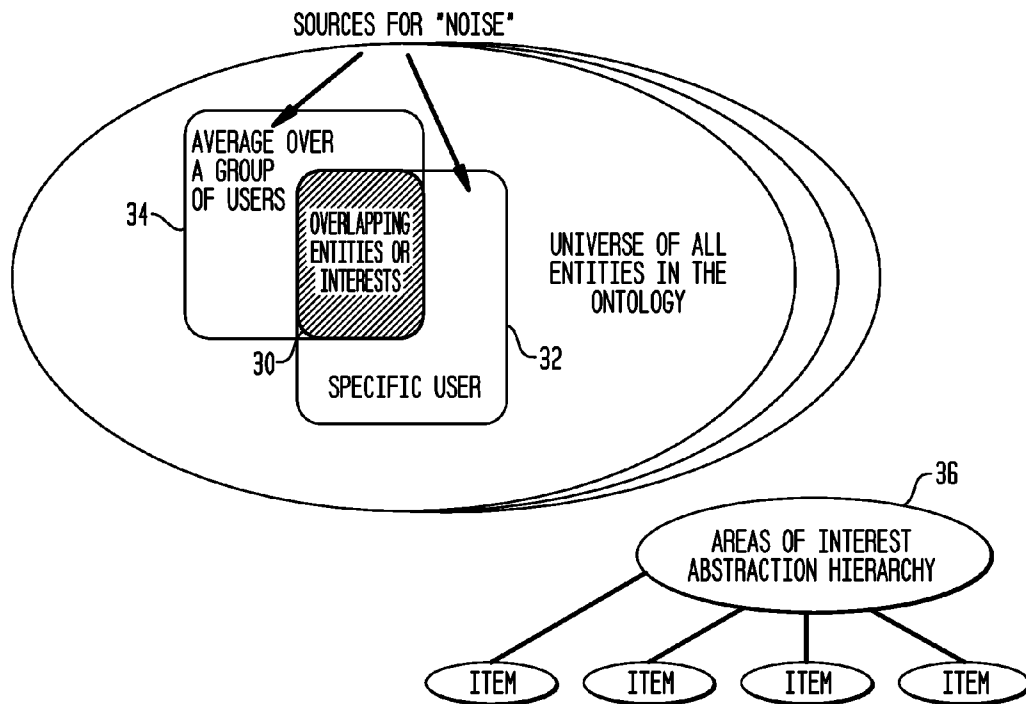 SOURCES FOR "NOISE"
AVERAGE OVER
A GROUP
OF USERS
34
OVERLAPPING
ENTITIES OR
INTERESTS
UNIVERSE OF ALL
ENTITIES IN THE
ONTOLOGY
30
32
SPECIFIC USER
36
AREAS OF INTEREST
ABSTRACTION HIERARCHY
ITEM
ITEM
ITEM
ITEM